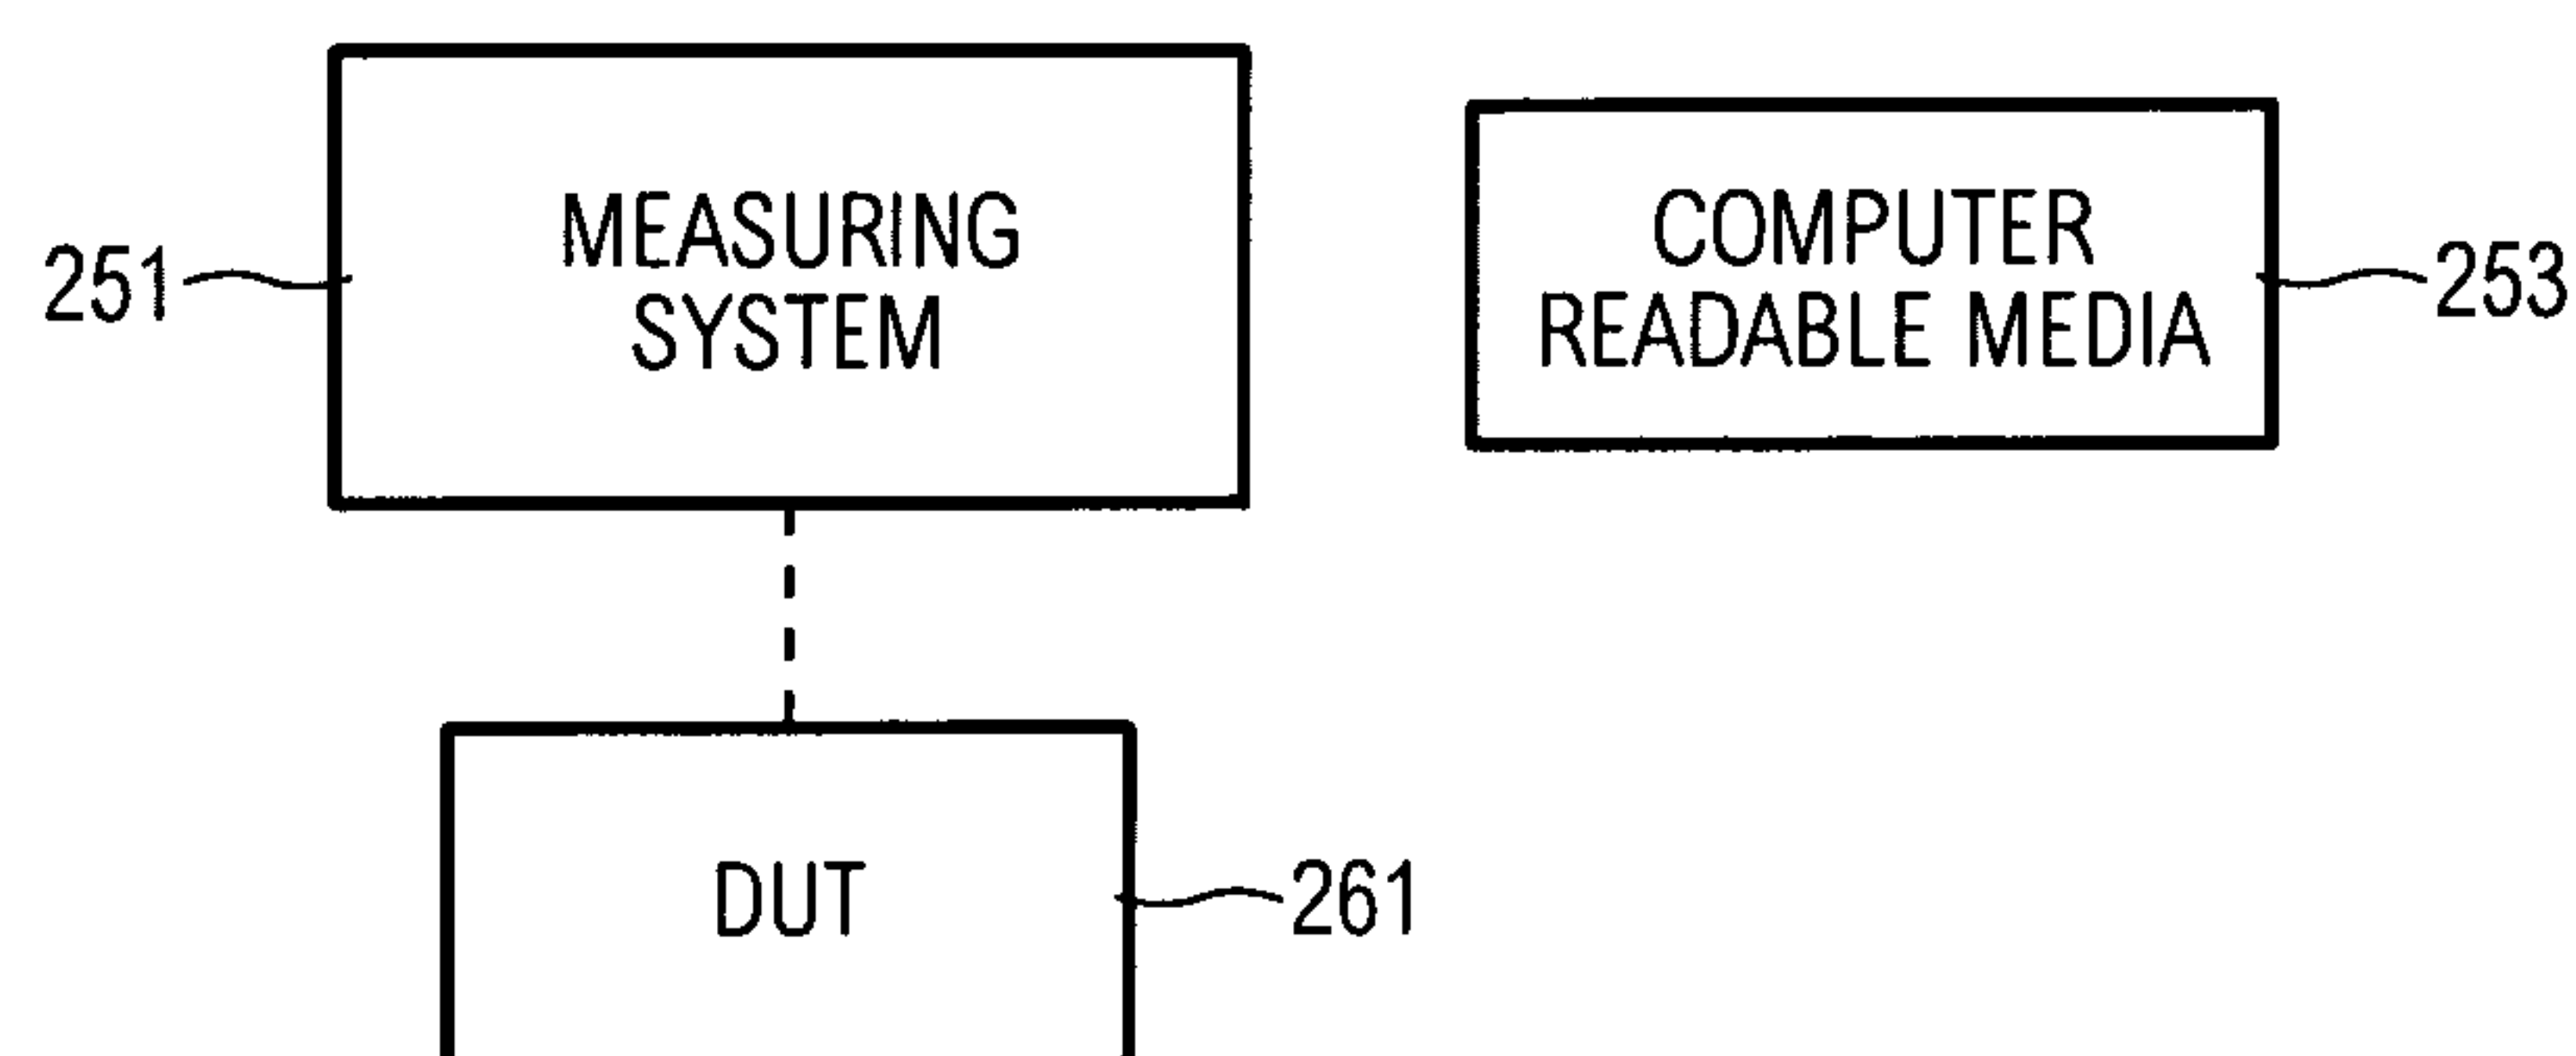 MEASURING
SYSTEM
251
COMPUTER
READABLE MEDIA
253
DUT
261